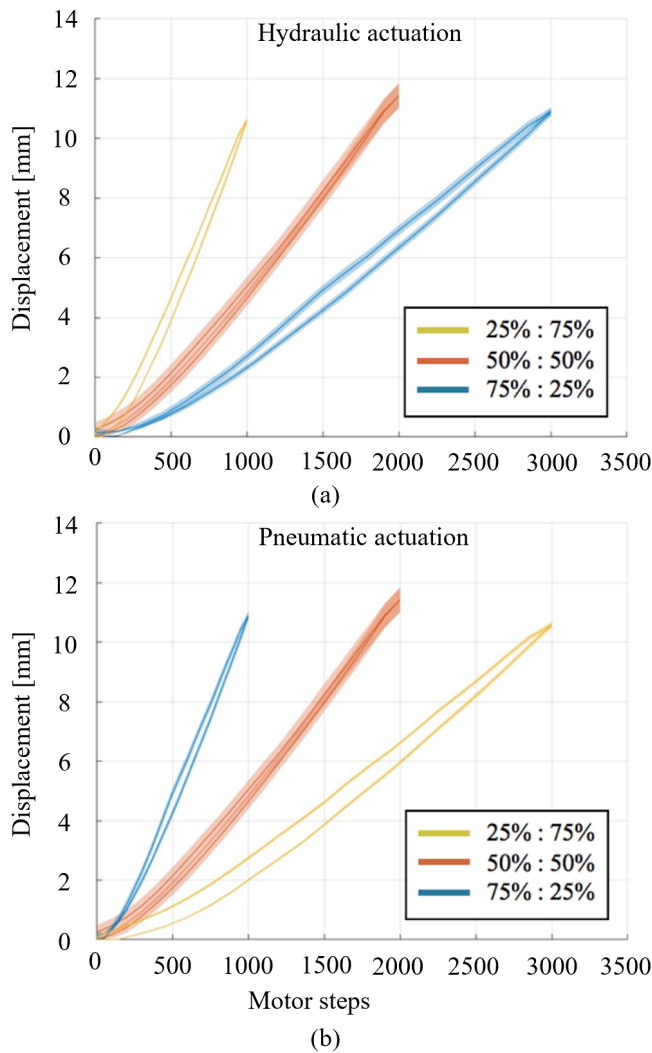 Hydraulic actuation
14
12
10
8
6
4
2
0
Displacement [mm]
25% : 75%
50% : 50%
75% : 25%
0 500 1000 1500 2000 2500 3000 3500
(a)
Pneumatic actuation
14
12
10
8
6
4
2
0
Displacement [mm]
25% : 75%
50% : 50%
75% : 25%
0 500 1000 1500 2000 2500 3000 3500
Motor steps
(b)